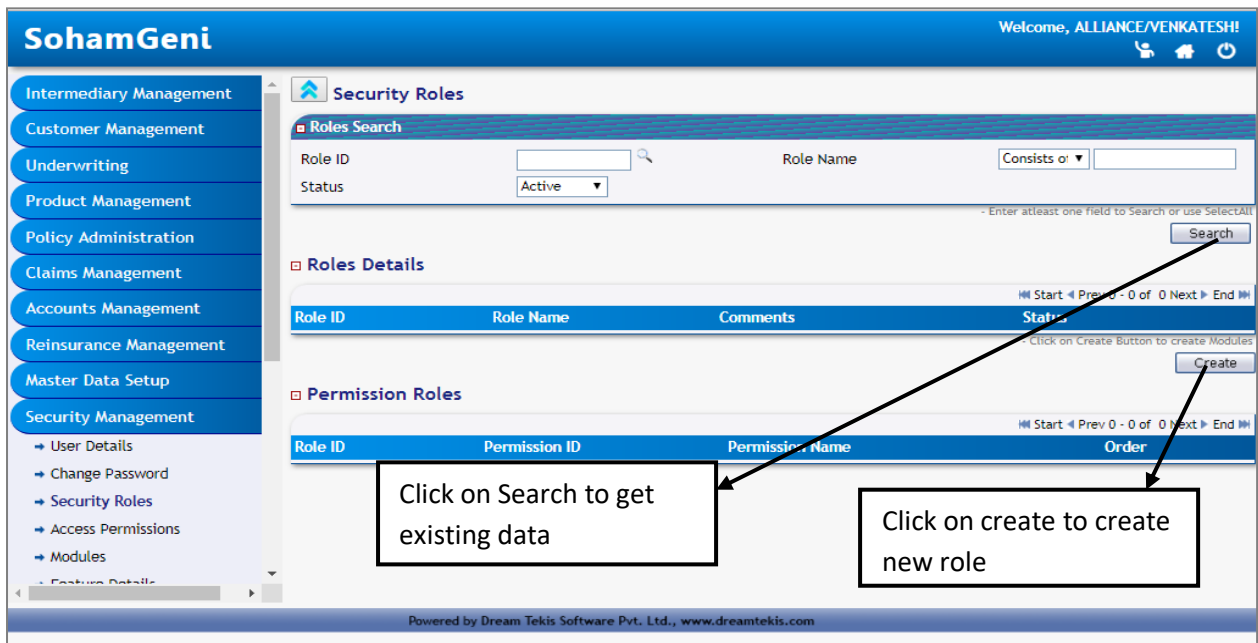 SohamGeni
Welcome, ALLIANCE/VENKATESH!
Intermediary Management
Customer Management
Underwriting
Product Management
Policy Administration
Claims Management
Accounts Management
Reinsurance Management
Master Data Setup
Security Management
User Details
Change Password
Security Roles
Access Permissions
Modules
Feature Details
Security Roles
Roles Search
Role ID
Role Name Consists of
Status Active
- Enter atleast one field to Search or use SelectAll
Search
Roles Details
Start Prev 0 - 0 of 0 Next End
Role ID Role Name Comments Status
- Click on Create Button to create Modules
Create
Permission Roles
Start Prev 0 - 0 of 0 Next End
Role ID Permission ID Permission Name Order
Click on Search to get
existing data
Click on create to create
new role
Powered by Dream Tekis Software Pvt. Ltd., www.dreamtekis.com